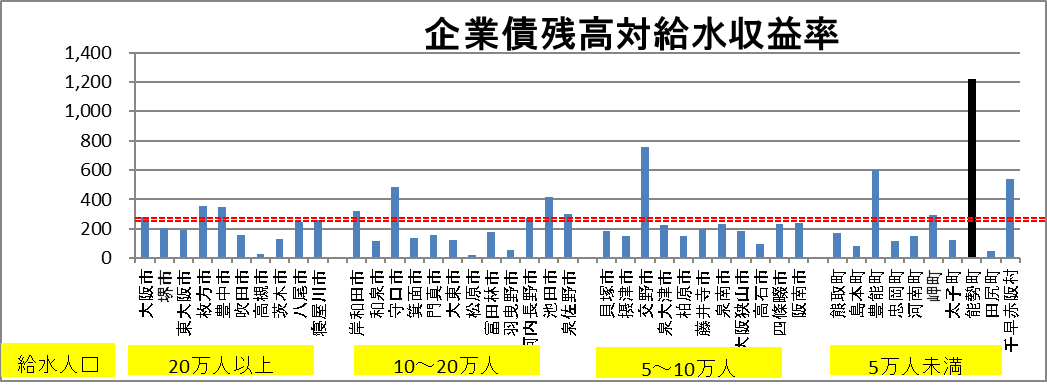 企業債残高対給水収益率
1,400
1,200
1,000
800
600
400
200
0
大阪市
堺市
東大阪市
枚方市
豊中市
吹田市
高槻市
茨木市
八尾市
寝屋川市
岸和田市
和泉市
守口市
箕面市
門真市
大東市
松原市
富田林市
羽曳野市
河内長野市
池田市
泉佐野市
貝塚市
摂津市
交野市
泉大津市
柏原市
藤井寺市
泉南市
大阪狭山市
高石市
四條畷市
阪南市
熊取町
島本町
豊能町
忠岡町
河南町
岬町
太子町
能勢町
田尻町
千早赤阪村
給水人口
20万人以上
10～20万人
5～10万人
5万人未満